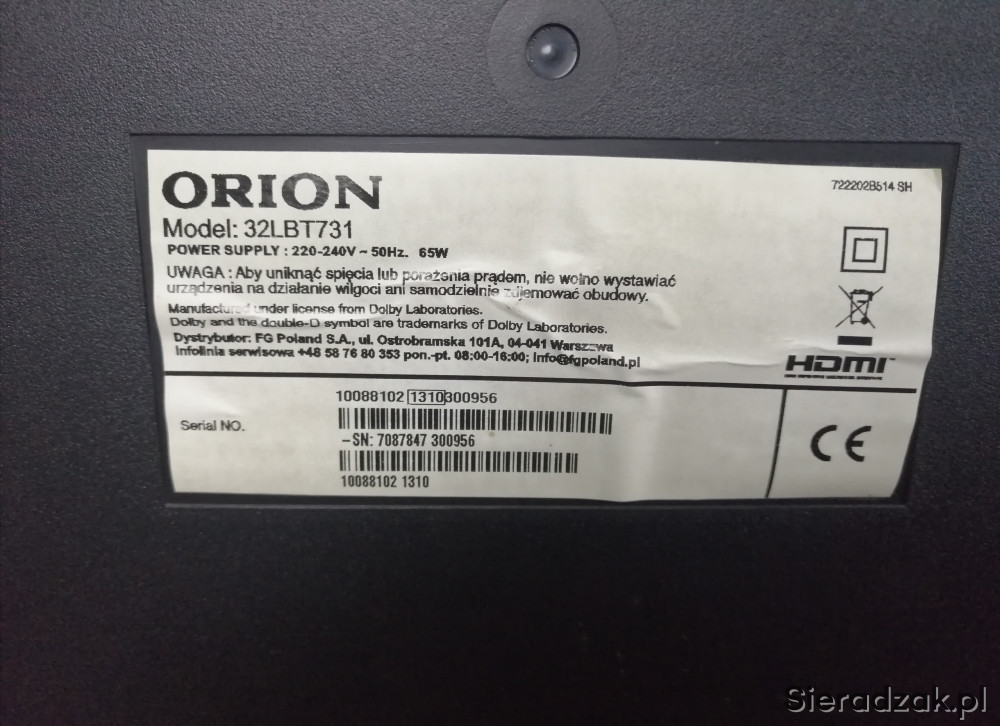 ORION
722202B514 SH
Model: 32LBT731
POWER SUPPLY : 220-240V ~ 50Hz. 65W
UWAGA : Aby uniknąć spięcia lub porażenia prądem, nie wolno wystawiać
urządzenia na działanie wilgoci ani samodzielnie zdjemować obudowy.
Manufactured under license from Dolby Laboratories.
Dolby and the double-D symbol are trademarks of Dolby Laboratories.
Dystrybutor: FG Poland S.A., ul. Ostrobramska 101A, 04-041 Warszawa
Infolinia serwisowa +48 58 76 80 353 pon.-pt. 08:00-16:00; Info@fgpoland.pl
HDMI™
10088102 1310 300956
Serial NO.
-SN: 7087847 300956
10088102 1310
CE
Sieradzak.pl